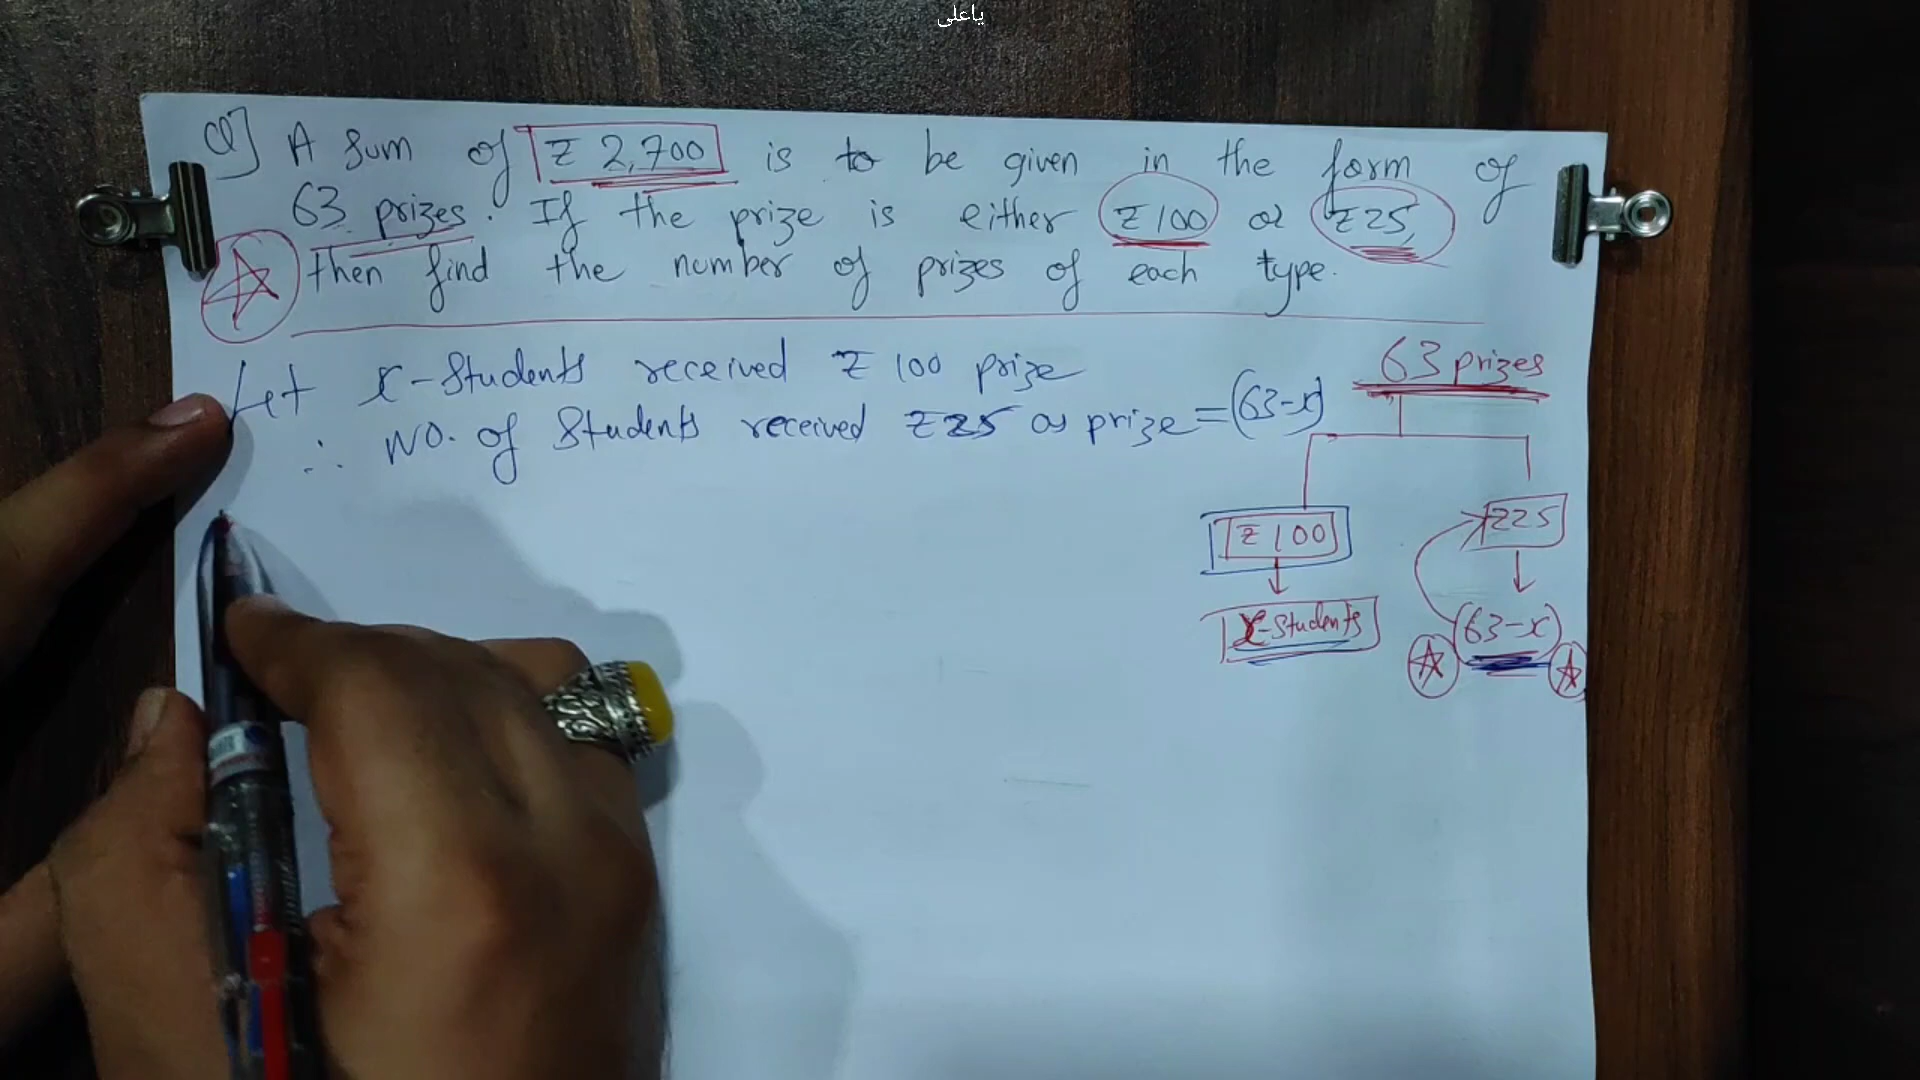 ياعلی
Q] A sum of ₹ 2,700 is to be given in the form of
63 prizes. If the prize is either ₹100 or ₹25,
then find the number of prizes of each type.
Let x-Students received ₹ 100 prize
∴ NO. of Students received ₹25 as prize = (63-x)
63 prizes
₹100
₹25
x-Students
(63-x)